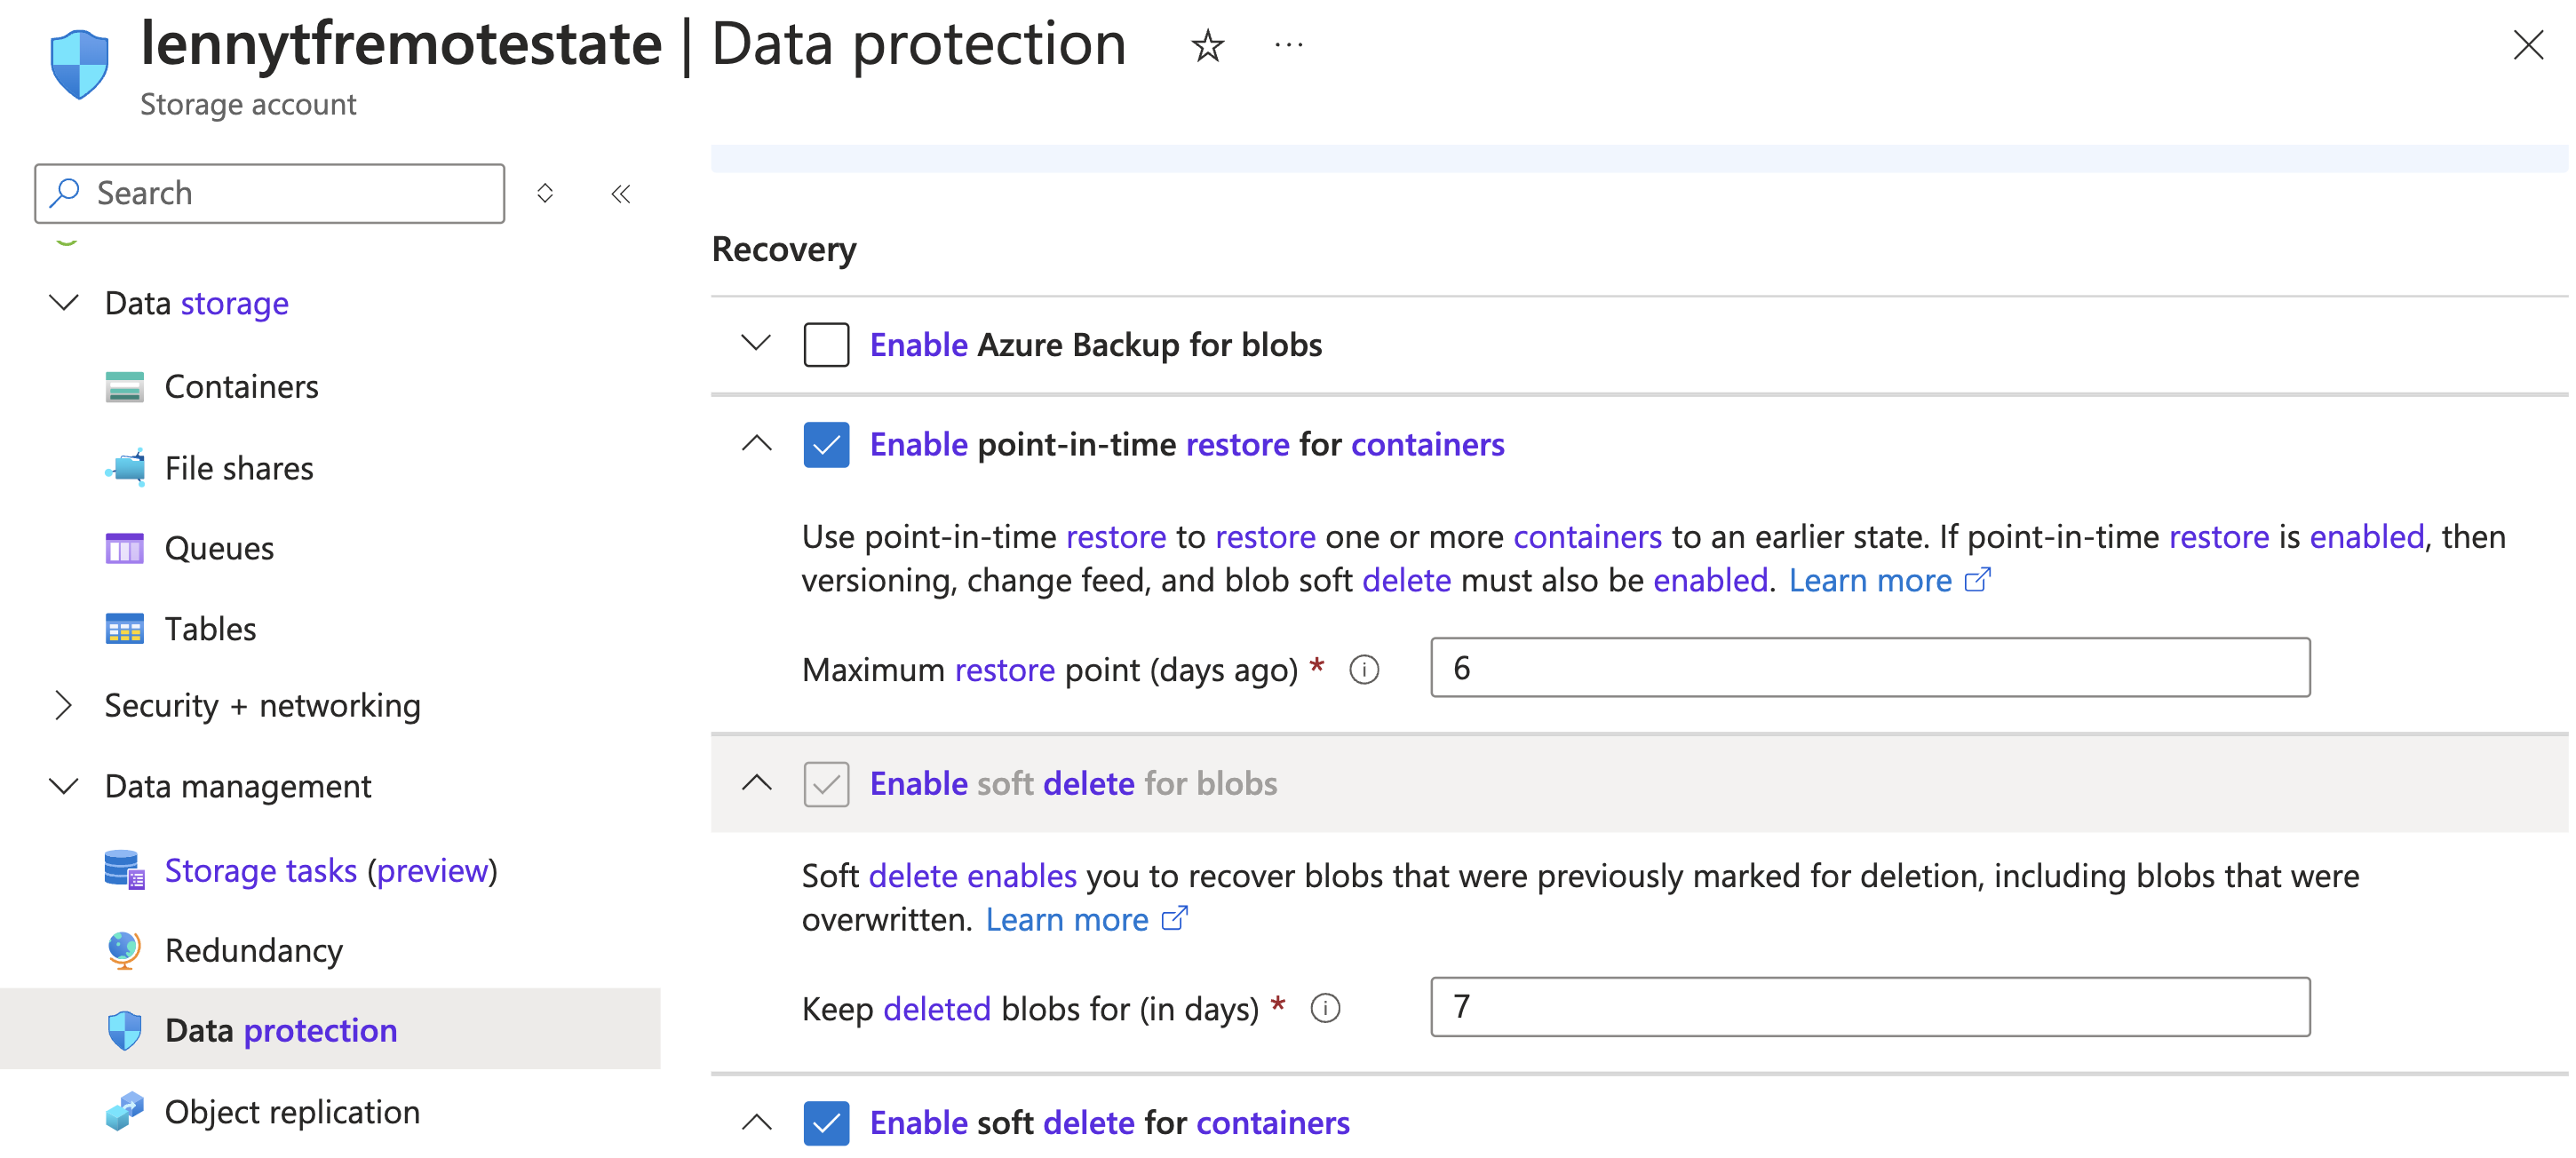 lennytfremotestate | Data protection
Storage account
Search
Data storage
Containers
File shares
Queues
Tables
Security + networking
Data management
Storage tasks (preview)
Redundancy
Data protection
Object replication
Recovery
Enable Azure Backup for blobs
Enable point-in-time restore for containers
Use point-in-time restore to restore one or more containers to an earlier state. If point-in-time restore is enabled, then
versioning, change feed, and blob soft delete must also be enabled. Learn more
Maximum restore point (days ago) * 6
Enable soft delete for blobs
Soft delete enables you to recover blobs that were previously marked for deletion, including blobs that were
overwritten. Learn more
Keep deleted blobs for (in days) * 7
Enable soft delete for containers